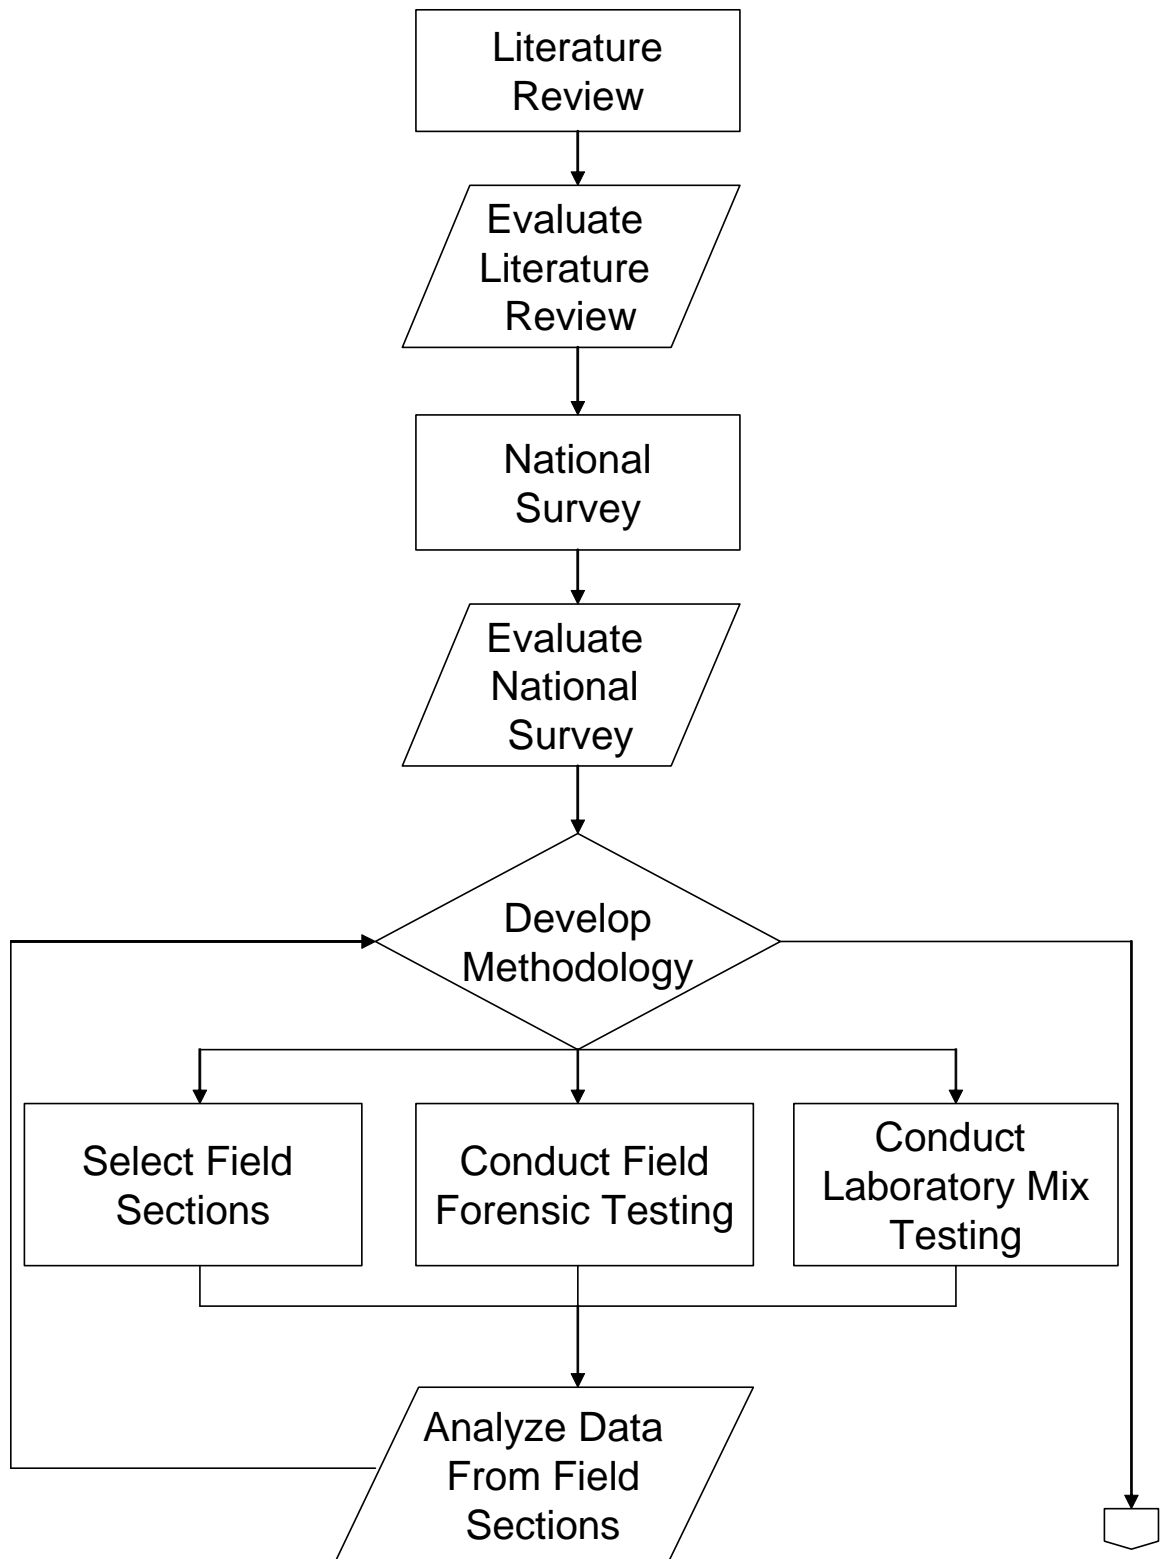 Literature
Review
Evaluate
Literature
Review
National
Survey
Evaluate
National
Survey
Develop
Methodology
Select Field
Sections
Conduct Field
Forensic Testing
Conduct
Laboratory Mix
Testing
Analyze Data
From Field
Sections